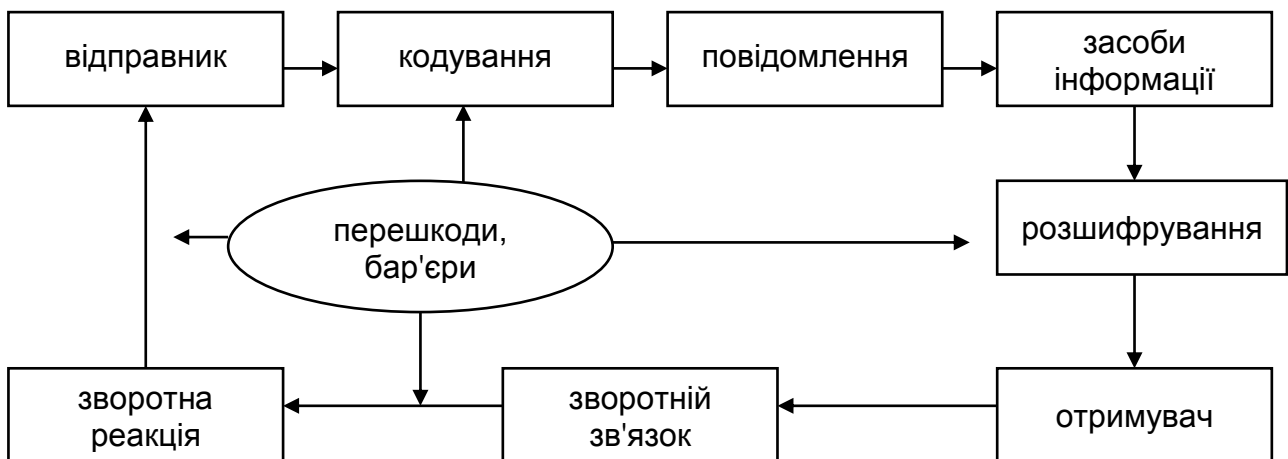 відправник
кодування
повідомлення
засоби
інформації
перешкоди,
бар'єри
розшифрування
зворотна
реакція
зворотній
зв'язок
отримувач